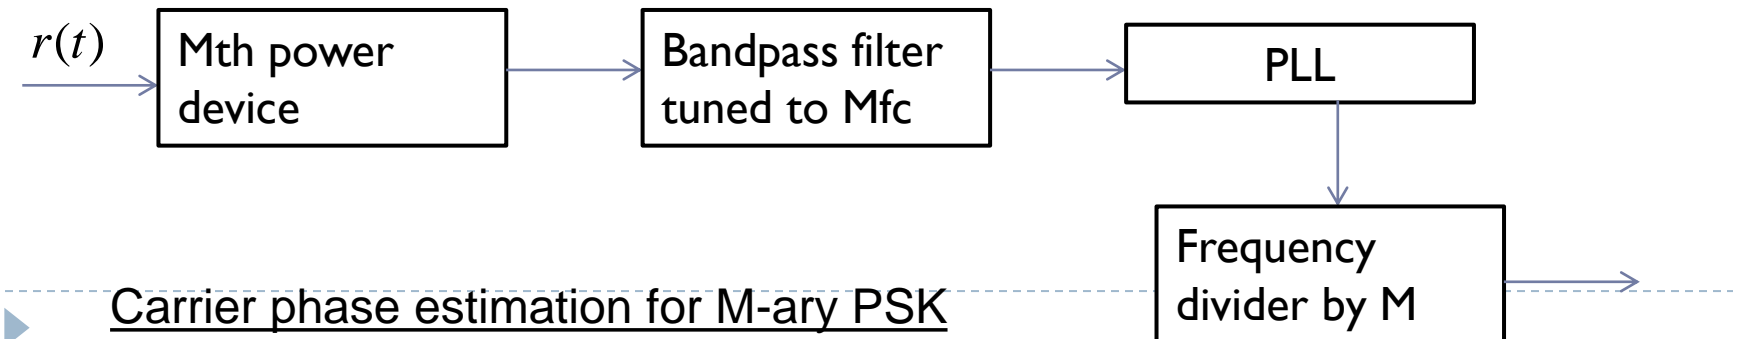 r(t)
Mth power
device
Bandpass filter
tuned to Mfc
PLL
Frequency
divider by M
Carrier phase estimation for M-ary PSK